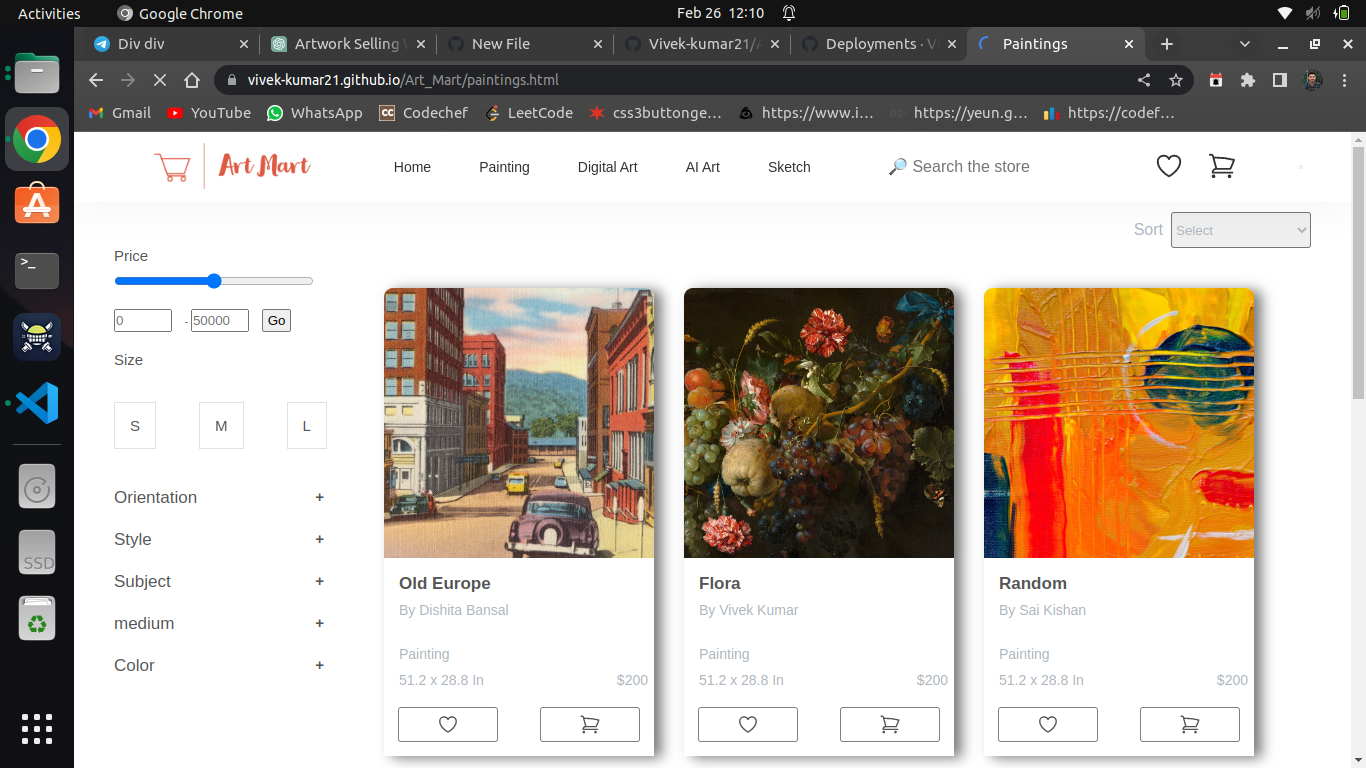 Activities
Google Chrome
Feb 26 12:10
Div div
Artwork Selling
New File
Vivek-kumar21/
Deployments · V
Paintings
vivek-kumar21.github.io/Art_Mart/paintings.html
Gmail
YouTube
WhatsApp
CC
Codechef
LeetCode
css3buttonge…
https://www.i…
https://yeun.g…
https://codef…
Art Mart
Home
Painting
Digital Art
AI Art
Sketch
Search the store
Sort
Select
Price
0
-
50000
Go
Size
S
M
L
Orientation +
Style +
Subject +
medium +
Color +
Old Europe
By Dishita Bansal
Painting
51.2 x 28.8 In
$200
Flora
By Vivek Kumar
Painting
51.2 x 28.8 In
$200
Random
By Sai Kishan
Painting
51.2 x 28.8 In
$200
>_
SSD